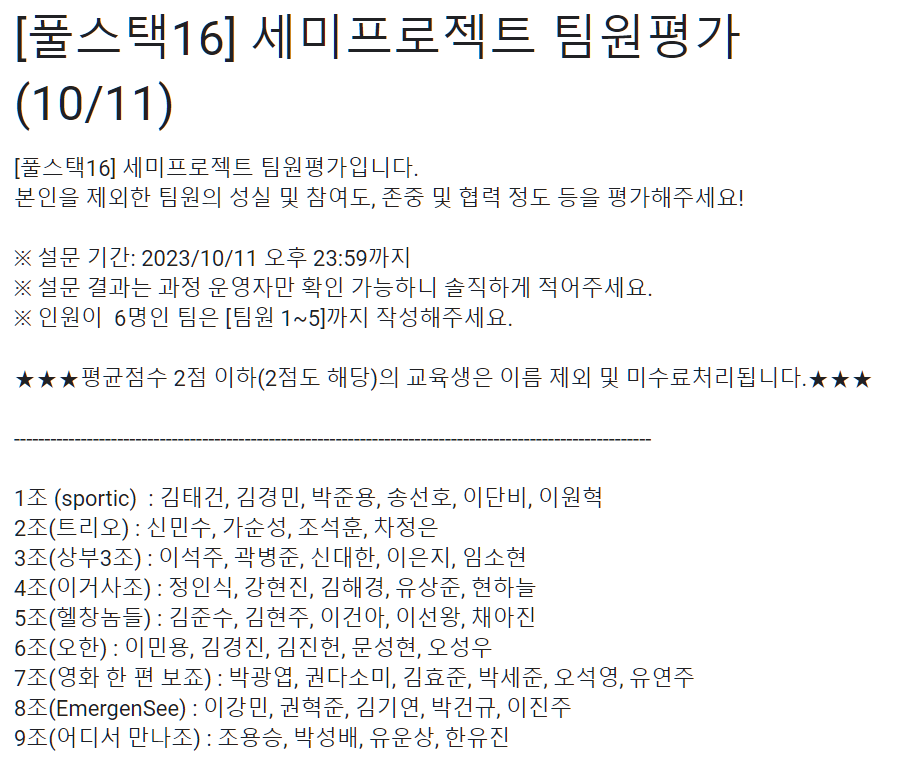 [풀스택16] 세미프로젝트 팀원평가
(10/11)
[풀스택16] 세미프로젝트 팀원평가입니다.
본인을 제외한 팀원의 성실 및 참여도, 존중 및 협력 정도 등을 평가해주세요!
※ 설문 기간: 2023/10/11 오후 23:59까지
※ 설문 결과는 과정 운영자만 확인 가능하니 솔직하게 적어주세요.
※ 인원이  6명인 팀은 [팀원 1~5]까지 작성해주세요.
★★★평균점수 2점 이하(2점도 해당)의 교육생은 이름 제외 및 미수료처리됩니다.★★★
----------------------------------------------------------------------------------------------------------
1조 (sportic)  : 김태건, 김경민, 박준용, 송선호, 이단비, 이원혁
2조(트리오) : 신민수, 가순성, 조석훈, 차정은
3조(상부3조) : 이석주, 곽병준, 신대한, 이은지, 임소현
4조(이거사조) : 정인식, 강현진, 김해경, 유상준, 현하늘
5조(헬창놈들) : 김준수, 김현주, 이건아, 이선왕, 채아진
6조(오한) : 이민용, 김경진, 김진헌, 문성현, 오성우
7조(영화 한 편 보죠) : 박광엽, 권다소미, 김효준, 박세준, 오석영, 유연주
8조(EmergenSee) : 이강민, 권혁준, 김기연, 박건규, 이진주
9조(어디서 만나조) : 조용승, 박성배, 유운상, 한유진